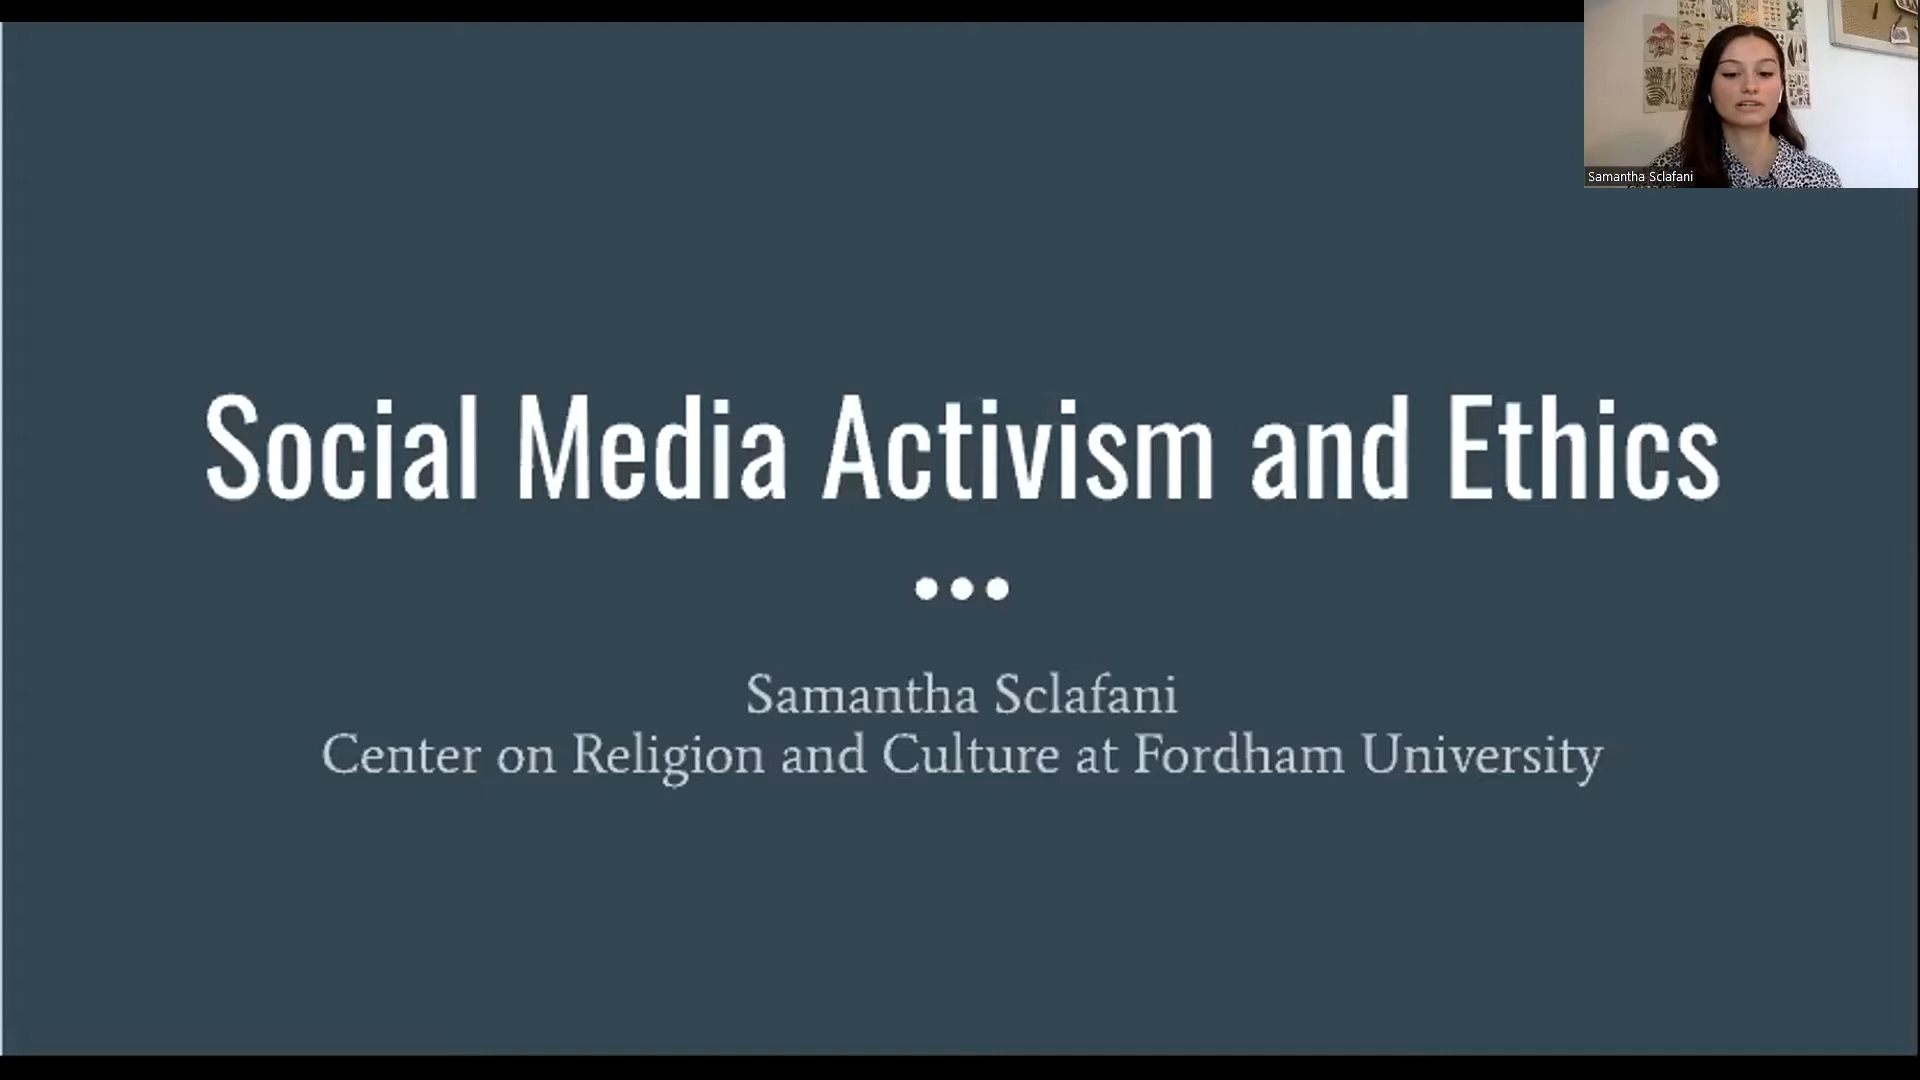 Samantha Sclafani
Social Media Activism and Ethics
Samantha Sclafani
Center on Religion and Culture at Fordham University